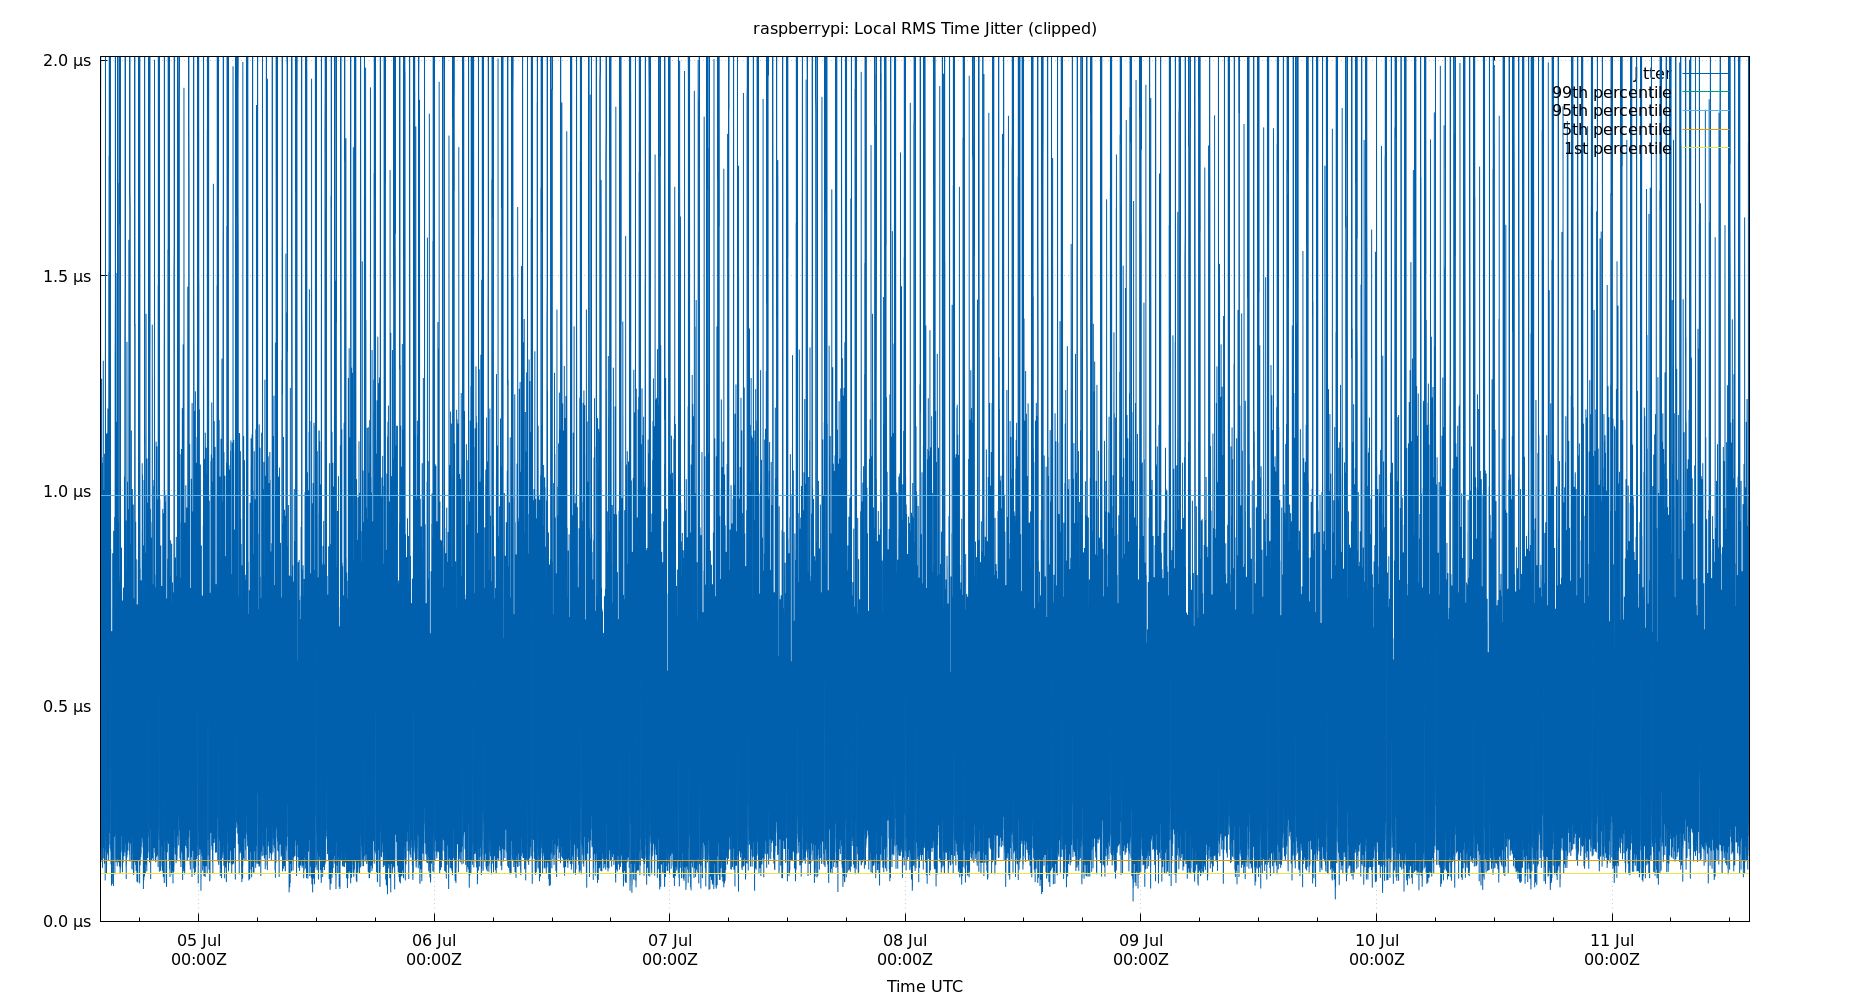 raspberrypi: Local RMS Time Jitter (clipped)
2.0 µs
1.5 µs
1.0 µs
0.5 µs
0.0 µs
jitter
99th percentile
95th percentile
5th percentile
1st percentile
05 Jul
00:00Z
06 Jul
00:00Z
07 Jul
00:00Z
08 Jul
00:00Z
09 Jul
00:00Z
10 Jul
00:00Z
11 Jul
00:00Z
Time UTC